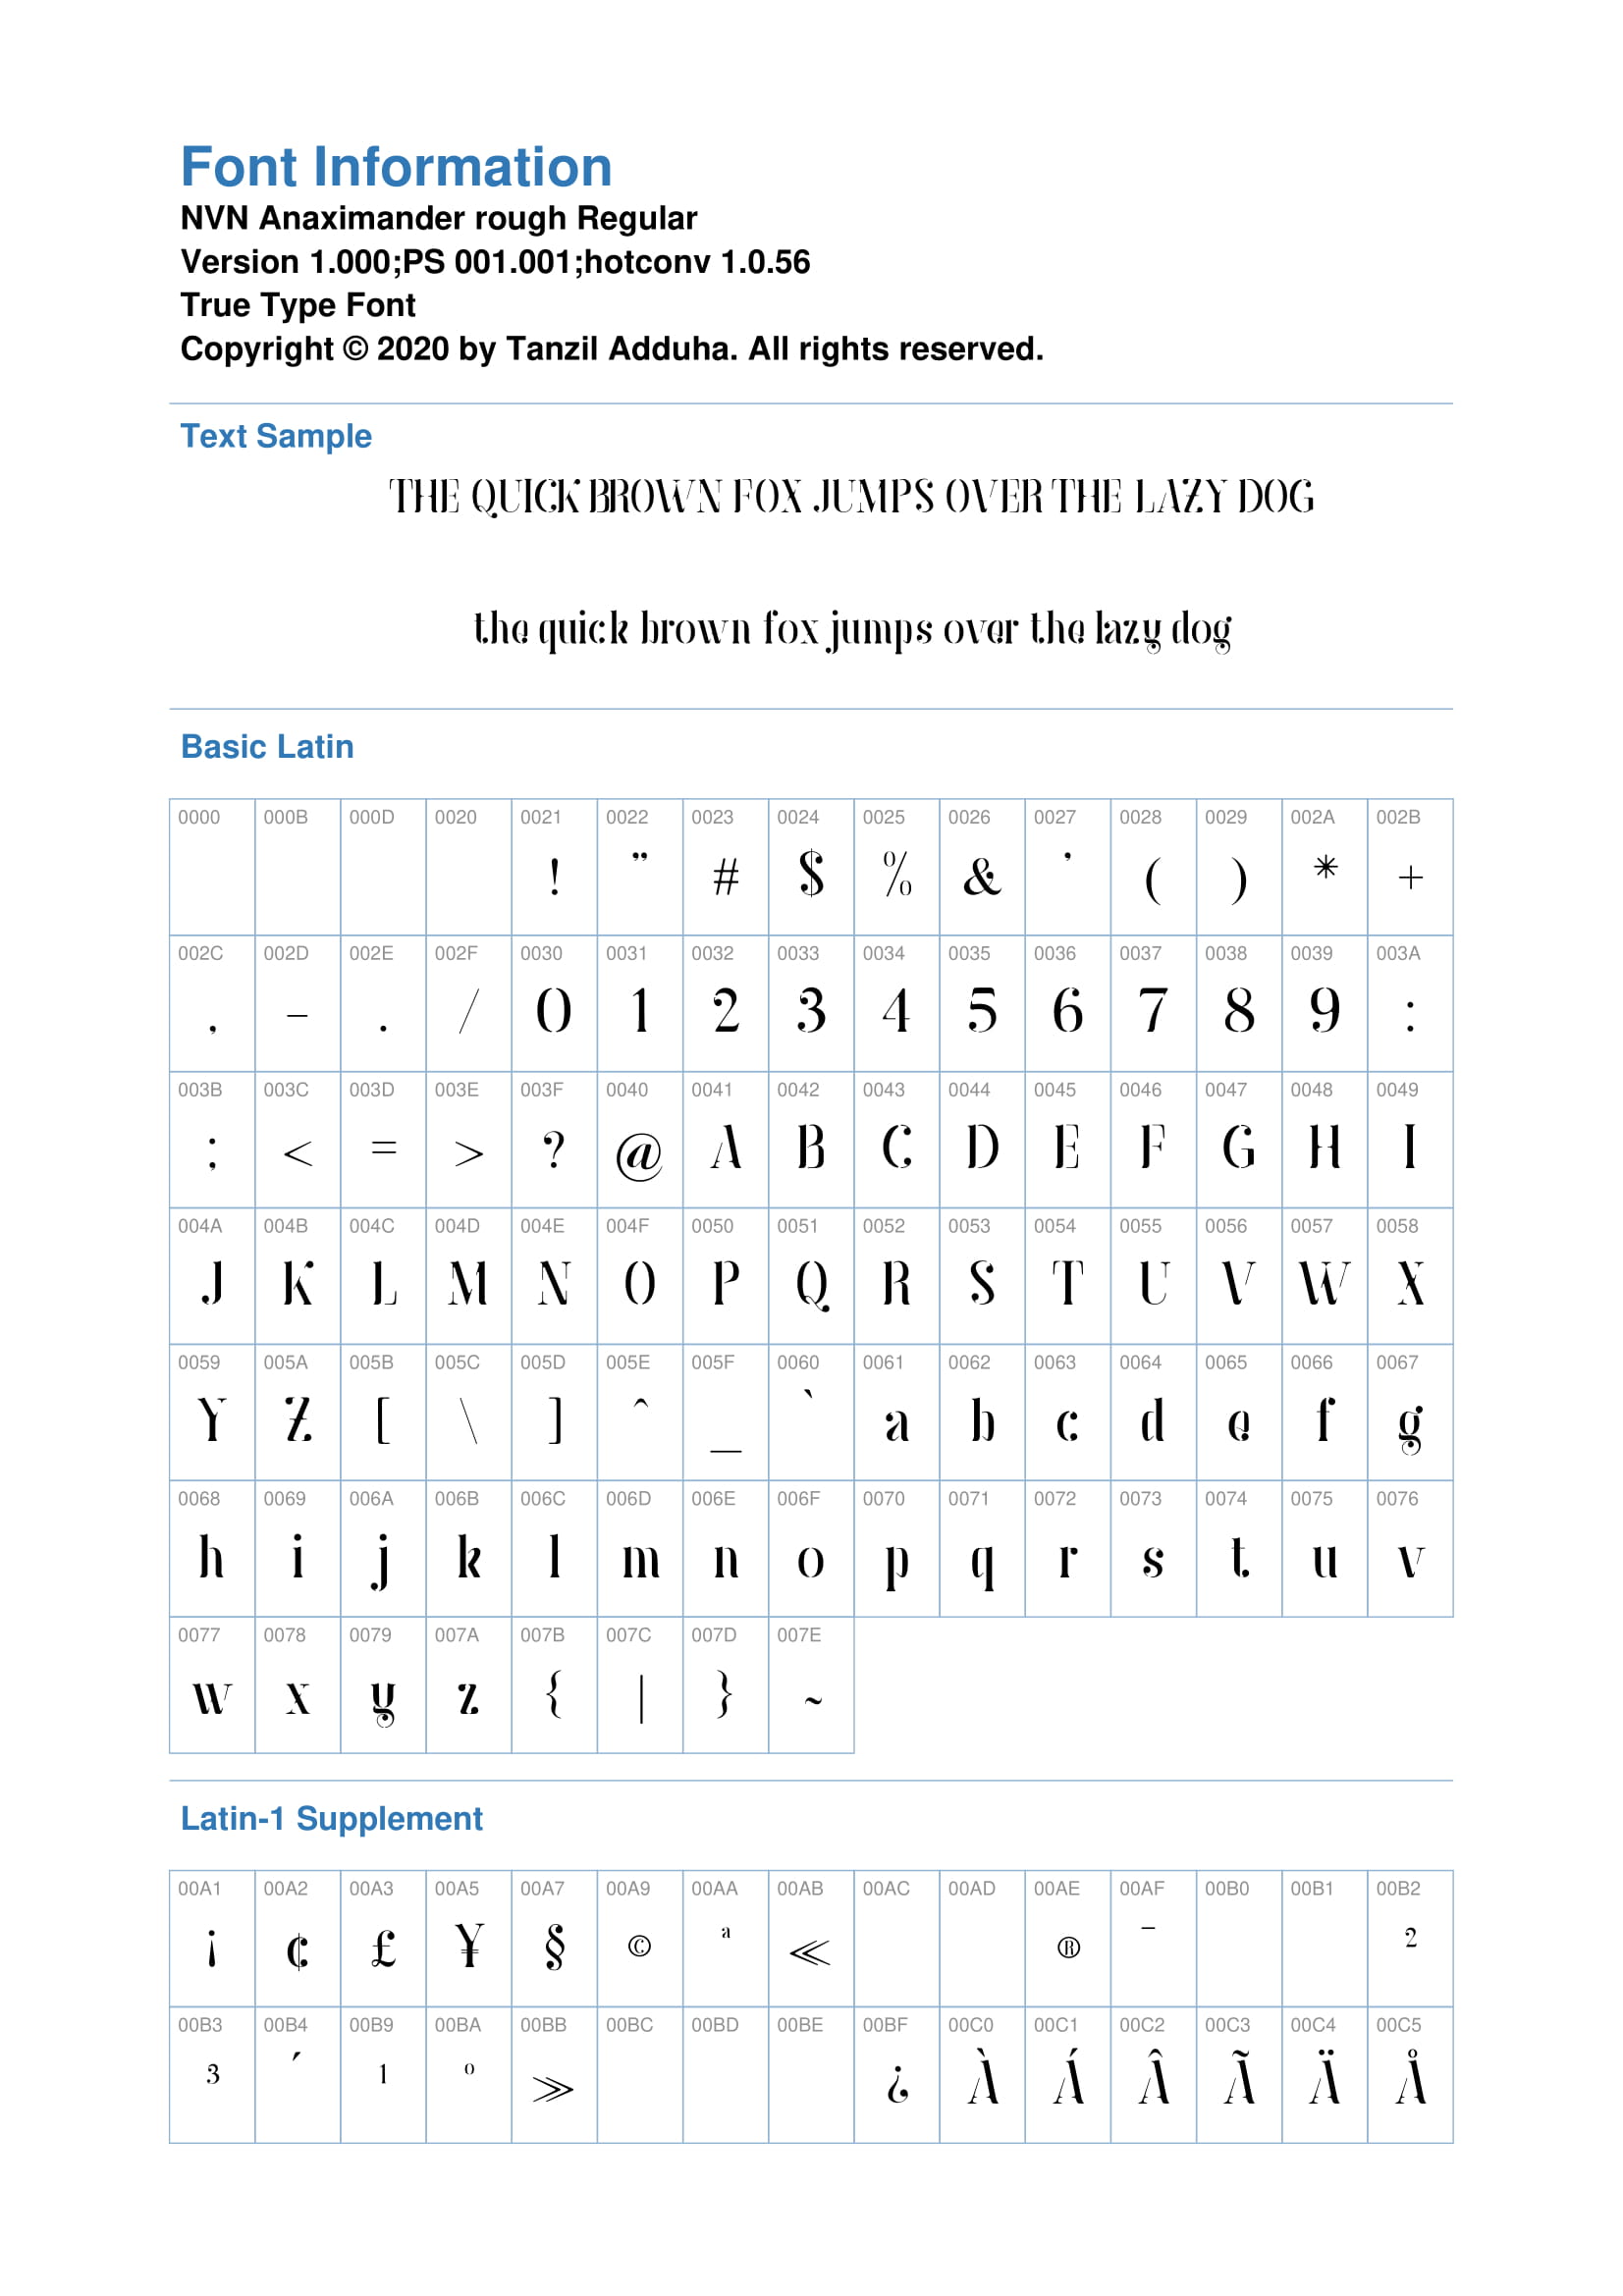 Font Information
NVN Anaximander rough Regular
Version 1.000;PS 001.001;hotconv 1.0.56
True Type Font
Copyright © 2020 by Tanzil Adduha. All rights reserved.
Text Sample
THE QUICK BROWN FOX JUMPS OVER THE LAZY DOG
the quick brown fox jumps over the lazy dog
Basic Latin
0000 000B 000D 0020 0021 0022 0023 0024 0025 0026 0027 0028 0029 002A 002B
! " # $ % & ' ( ) * +
002C 002D 002E 002F 0030 0031 0032 0033 0034 0035 0036 0037 0038 0039 003A
, - . / 0 1 2 3 4 5 6 7 8 9 :
003B 003C 003D 003E 003F 0040 0041 0042 0043 0044 0045 0046 0047 0048 0049
; < = > ? @ A B C D E F G H I
004A 004B 004C 004D 004E 004F 0050 0051 0052 0053 0054 0055 0056 0057 0058
J K L M N O P Q R S T U V W X
0059 005A 005B 005C 005D 005E 005F 0060 0061 0062 0063 0064 0065 0066 0067
Y Z [ \ ] ^ _ ` a b c d e f g
0068 0069 006A 006B 006C 006D 006E 006F 0070 0071 0072 0073 0074 0075 0076
h i j k l m n o p q r s t u v
0077 0078 0079 007A 007B 007C 007D 007E
w x y z { | } ~
Latin-1 Supplement
00A1 00A2 00A3 00A5 00A7 00A9 00AA 00AB 00AC 00AD 00AE 00AF 00B0 00B1 00B2
¡ ¢ £ ¥ § © ª « ® ¯ ²
00B3 00B4 00B9 00BA 00BB 00BC 00BD 00BE 00BF 00C0 00C1 00C2 00C3 00C4 00C5
³ ´ ¹ º » ¿ À Á Â Ã Ä Å